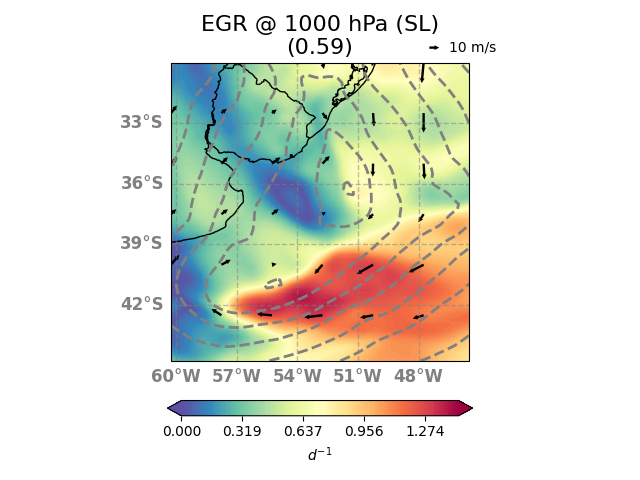 EGR @ 1000 hPa (SL)
(0.59)
10 m/s
33°S
36°S
39°S
42°S
60°W 57°W 54°W 51°W 48°W
0.000 0.319 0.637 0.956 1.274
d⁻¹